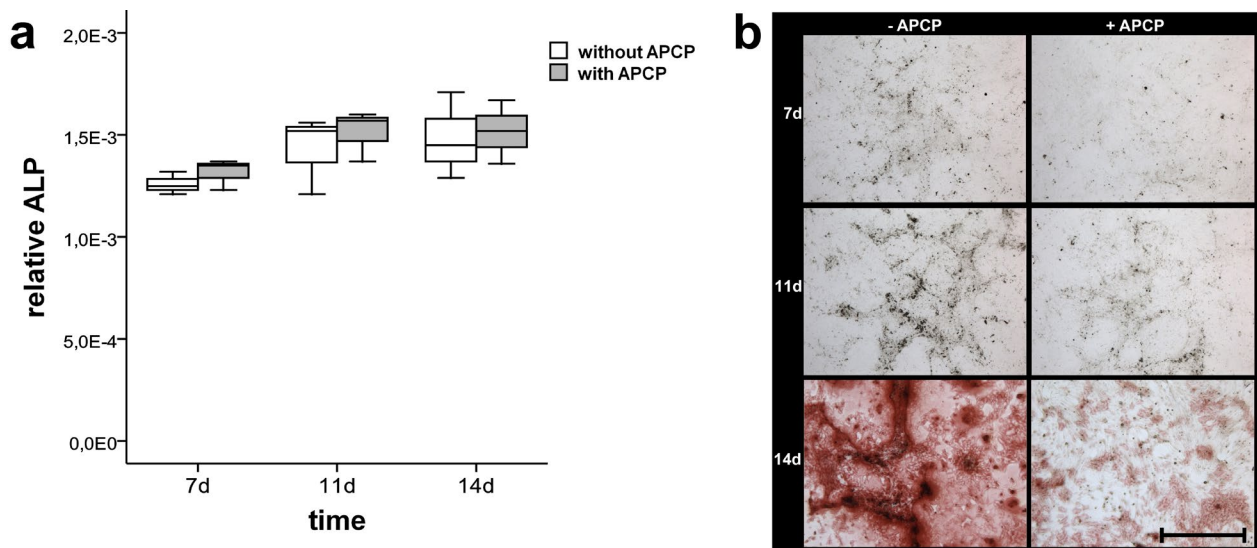 a
2,0E-3
1,5E-3
1,0E-3
5,0E-4
0,0E0
relative ALP
7d
11d
14d
time
without APCP
with APCP
b
- APCP
+ APCP
7d
11d
14d